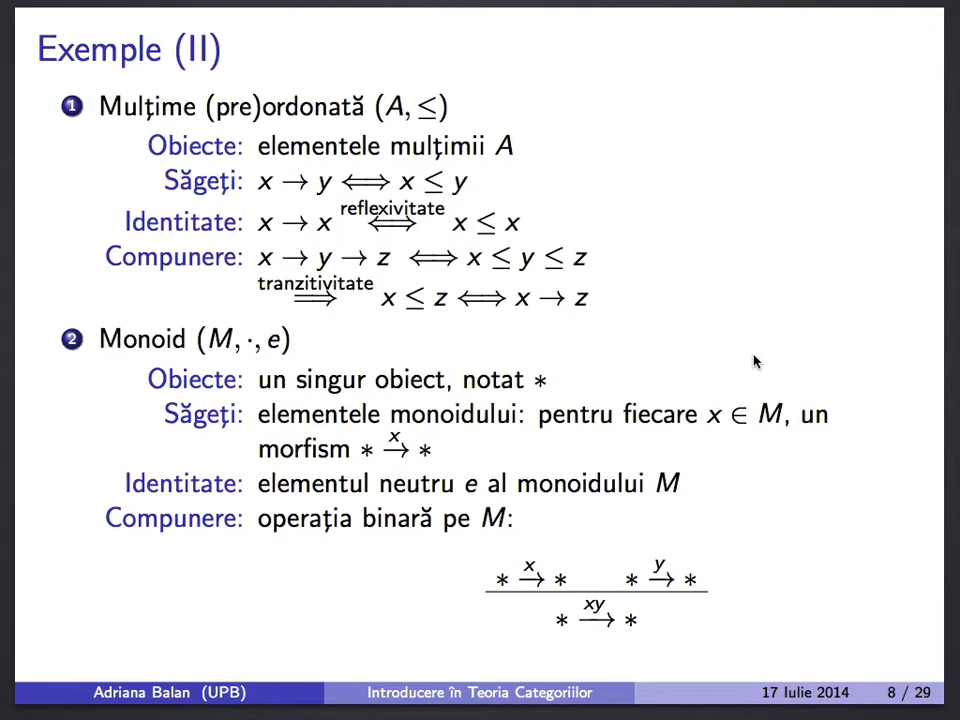 Exemple (II)
1 Mulțime (pre)ordonată (A, ≤)
Obiecte: elementele mulțimii A
Săgeți: x → y ⟺ x ≤ y
Identitate: x → x reflexivitate ⟺ x ≤ x
Compunere: x → y → z ⟺ x ≤ y ≤ z
tranzitivitate ⟹ x ≤ z ⟺ x → z
2 Monoid (M, ·, e)
Obiecte: un singur obiect, notat ∗
Săgeți: elementele monoidului: pentru fiecare x ∈ M, un
morfism ∗ x→ ∗
Identitate: elementul neutru e al monoidului M
Compunere: operația binară pe M:
∗ x→ ∗ ∗ y→ ∗
∗ xy→ ∗
Adriana Balan (UPB) Introducere în Teoria Categoriilor 17 Iulie 2014 8 / 29